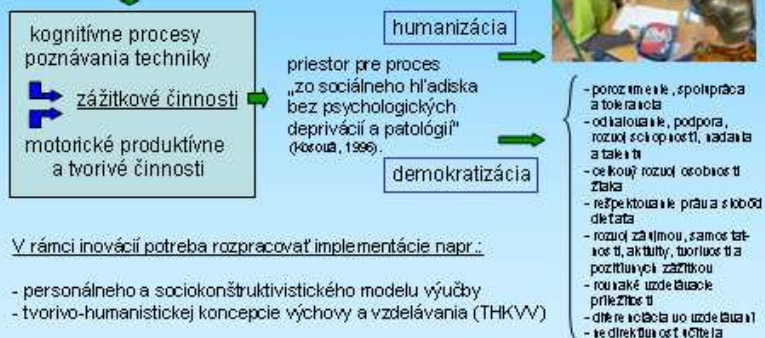 kognitívne procesy
poznávania techniky
zážitkové činnosti
motorické produktívne
a tvorivé činnosti
priestor pre proces
„zo sociálneho hľadiska
bez psychologických
deprivácií a patológií"
(Kosová, 1996).
humanizácia
demokratizácia
- porozumenie, spolupráca
a tolerancia
- odhaľovanie, podpora,
rozvoj schopností, nadania
a talentu
- celkový rozvoj osobnosti
žiaka
- rešpektovanie práv a slobôd
dieťaťa
- rozvoj záujmov, samostat-
nosti, aktivity, tvorivosti a
pozitívnych zážitkov
- rovnaké vzdelávacie
príležitosti
- diferenciácia vo vzdelávaní
- nedirektívnosť učiteľa
V rámci inovácií potreba rozpracovať implementácie napr.:
- personálneho a sociokonštruktivistického modelu výučby
- tvorivo-humanistickej koncepcie výchovy a vzdelávania (THKVV)